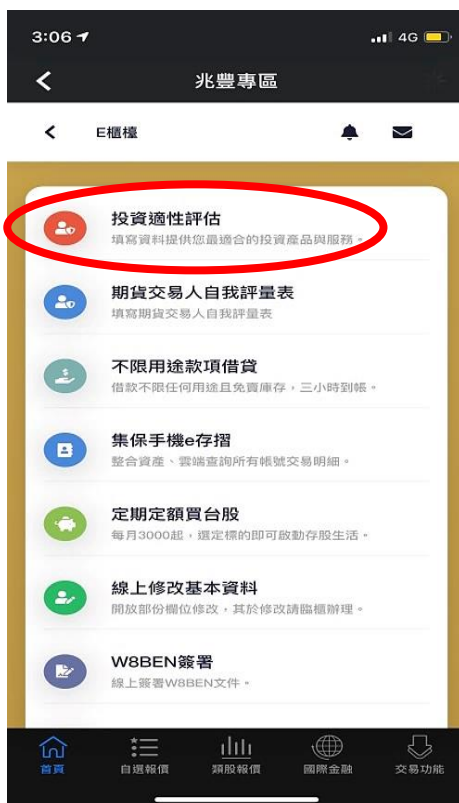 3:06
4G
兆豐專區
E櫃檯
投資適性評估
填寫資料提供您最適合的投資產品與服務。
期貨交易人自我評量表
填寫期貨交易人自我評量表
不限用途款項借貸
借款不限任何用途且免賣庫存，三小時到帳。
集保手機e存摺
整合資產、雲端查詢所有帳號交易明細。
定期定額買台股
每月3000起，選定標的即可啟動存股生活。
線上修改基本資料
開放部份欄位修改，其於修改請臨櫃辦理。
W8BEN簽署
線上簽署W8BEN文件。
首頁 自選報價 類股報價 國際金融 交易功能